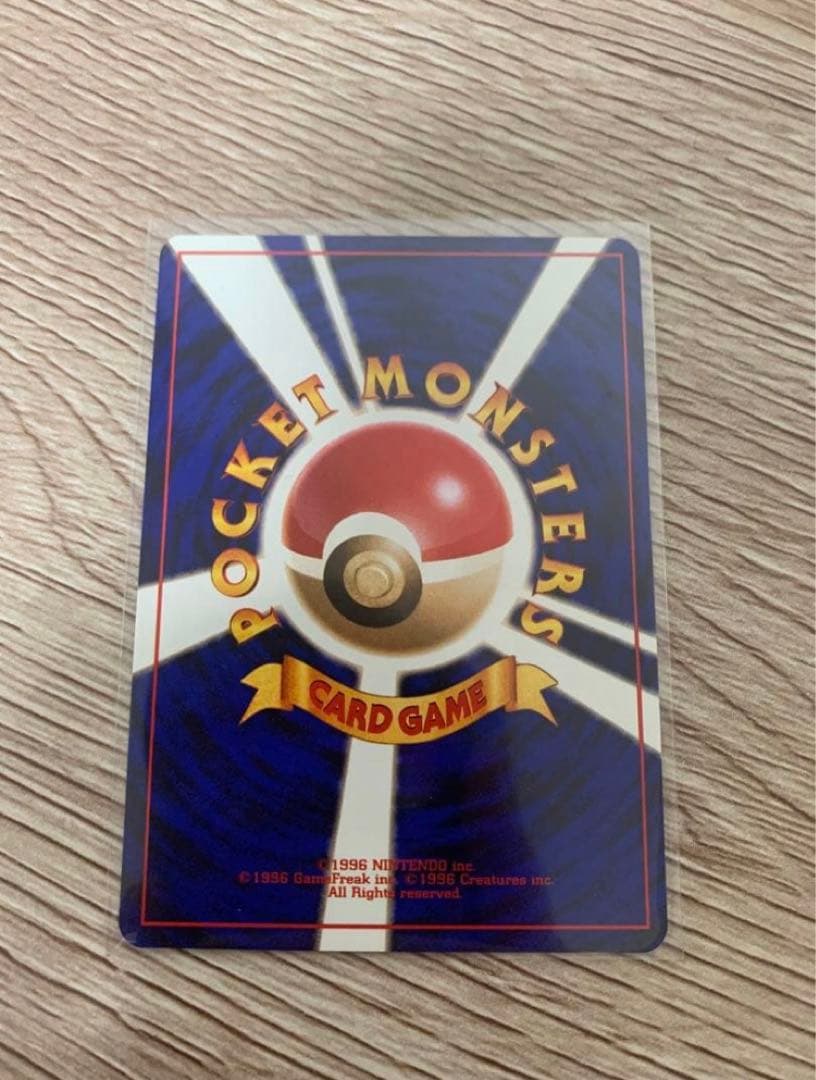 POCKET MONSTERS
CARD GAME
©1996 NINTENDO inc.
©1996 GameFreak inc. ©1996 Creatures inc.
All Rights reserved.